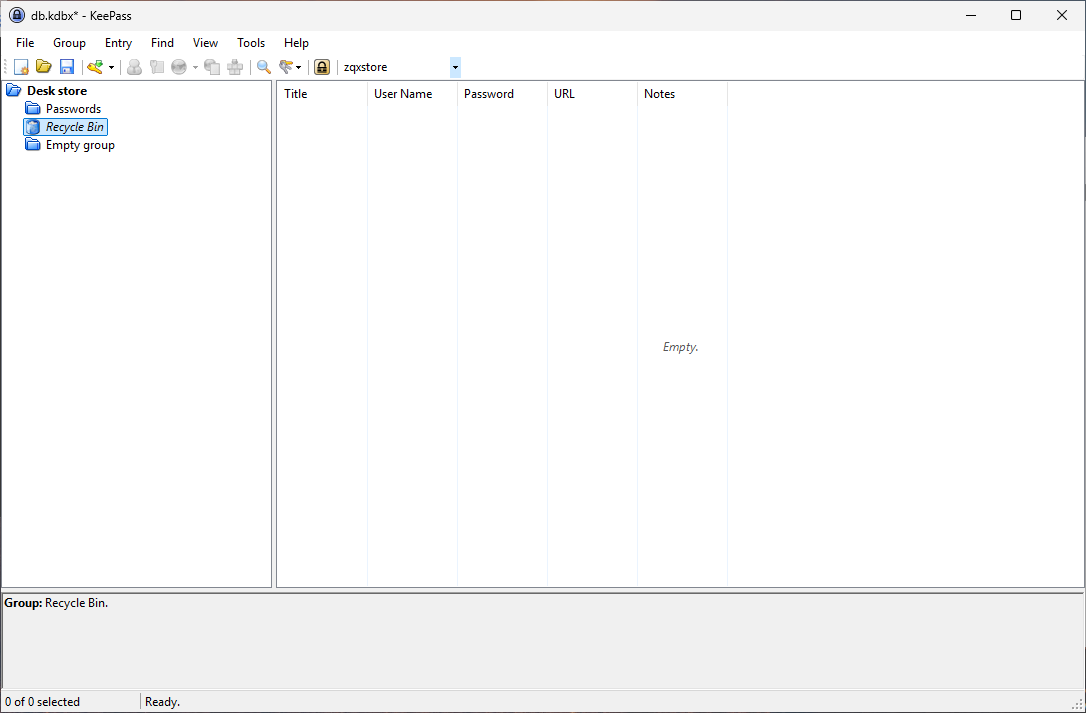 db.kdbx* - KeePass
File Group Entry Find View Tools Help
zqxstore
Desk store
Passwords
Recycle Bin
Empty group
Title User Name Password URL Notes
Empty.
Group: Recycle Bin.
0 of 0 selected Ready.